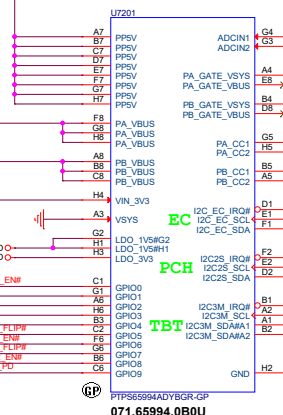 U7201
A7 PP5V ADCIN1 G4
B7 PP5V ADCIN2 G3
C7 PP5V
D7 PP5V
E7 PP5V PA_GATE_VSYS A4
F7 PP5V PA_GATE_VBUS E8
G7 PP5V
H7 PP5V PB_GATE_VSYS B4
PB_GATE_VBUS D8
F8 PA_VBUS
G8 PA_VBUS
H8 PA_VBUS PA_CC1 G5
PA_CC2 H5
A8 PB_VBUS
B8 PB_VBUS PB_CC1 B5
C8 PB_VBUS PB_CC2 A5
H4 VIN_3V3
I2C_EC_IRQ# D1
A3 VSYS EC I2C_EC_SCL E1
I2C_EC_SDA F1
G2 LDO_1V5#G2
H1 LDO_1V5#H1
H3 LDO_3V3 I2C2S_IRQ# F2
PCH I2C2S_SCL E2
I2C2S_SDA D2
EN# C1 GPIO0
G1 GPIO1
A6 GPIO2 I2C3M_IRQ# B1
H6 GPIO3 I2C3M_SCL A2
B3 GPIO4 TBT I2C3M_SDA#A1 A1
FLIP# C2 GPIO5 I2C3M_SDA#A2 B2
EN# F6 GPIO6
FLIP# G6 GPIO7
EN# B6 GPIO8
PD C6 GPIO9 GND H2
GP PTPS65994ADYBGR-GP
071.65994.0B0U